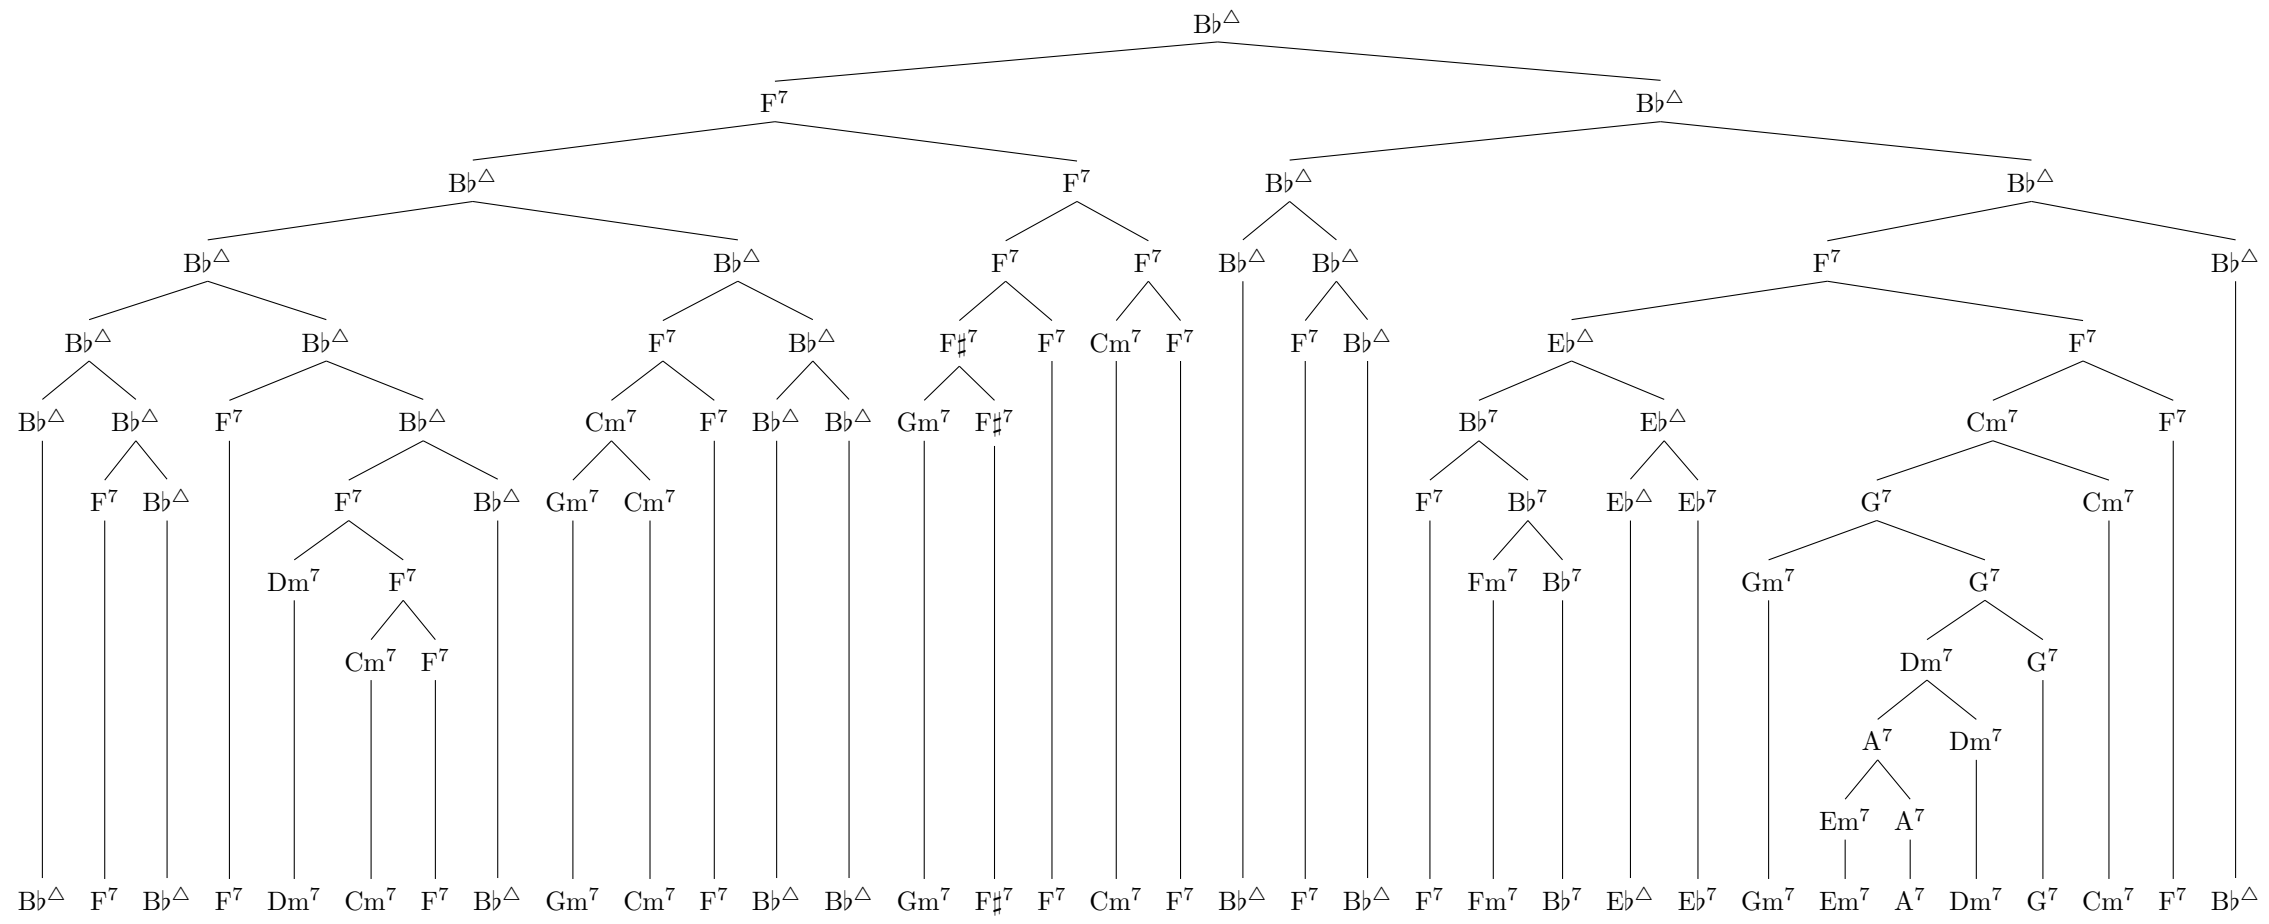 B♭△
F⁷ B♭△
B♭△ F⁷ B♭△ B♭△
B♭△ B♭△ F⁷ F⁷ B♭△ B♭△ F⁷ B♭△
B♭△ B♭△ F⁷ B♭△ F♯⁷ F⁷ Cm⁷ F⁷ F⁷ B♭△ E♭△ F⁷
B♭△ B♭△ F⁷ B♭△ Cm⁷ F⁷ B♭△ B♭△ Gm⁷ F♯⁷ B♭⁷ E♭△ Cm⁷ F⁷
F⁷ B♭△ F⁷ B♭△ Gm⁷ Cm⁷ F⁷ B♭⁷ E♭△ E♭⁷ G⁷ Cm⁷
Dm⁷ F⁷ Fm⁷ B♭⁷ Gm⁷ G⁷
Cm⁷ F⁷ Dm⁷ G⁷
A⁷ Dm⁷
Em⁷ A⁷
B♭△ F⁷ B♭△ F⁷ Dm⁷ Cm⁷ F⁷ B♭△ Gm⁷ Cm⁷ F⁷ B♭△ B♭△ Gm⁷ F♯⁷ F⁷ Cm⁷ F⁷ B♭△ F⁷ B♭△ F⁷ Fm⁷ B♭⁷ E♭△ E♭⁷ Gm⁷ Em⁷ A⁷ Dm⁷ G⁷ Cm⁷ F⁷ B♭△